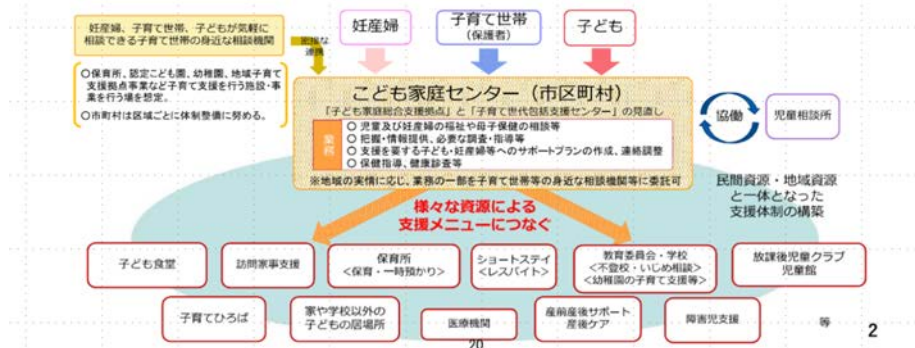 妊産婦、子育て世帯、子どもが気軽に
相談できる子育て世帯の身近な相談機関
密接な
連携
妊産婦
子育て世帯
(保護者)
子ども
○保育所、認定こども園、幼稚園、地域子育て
支援拠点事業など子育て支援を行う施設・事
業を行う場を想定。
○市町村は区域ごとに体制整備に努める。
こども家庭センター（市区町村）
「子ども家庭総合支援拠点」と「子育て世代包括支援センター」の見直し
業務
○ 児童及び妊産婦の福祉や母子保健の相談等
○ 把握・情報提供、必要な調査・指導等
○ 支援を要する子ども・妊産婦等へのサポートプランの作成、連絡調整
○ 保健指導、健康診査等
※地域の実情に応じ、業務の一部を子育て世帯等の身近な相談機関等に委託可
協働
児童相談所
様々な資源による
支援メニューにつなぐ
民間資源・地域資源
と一体となった
支援体制の構築
子ども食堂
訪問家事支援
保育所
<保育・一時預かり>
ショートステイ
<レスパイト>
教育委員会・学校
<不登校・いじめ相談>
<幼稚園の子育て支援等>
放課後児童クラブ
児童館
子育てひろば
家や学校以外の
子どもの居場所
医療機関
産前産後サポート
産後ケア
障害児支援
等
20
2